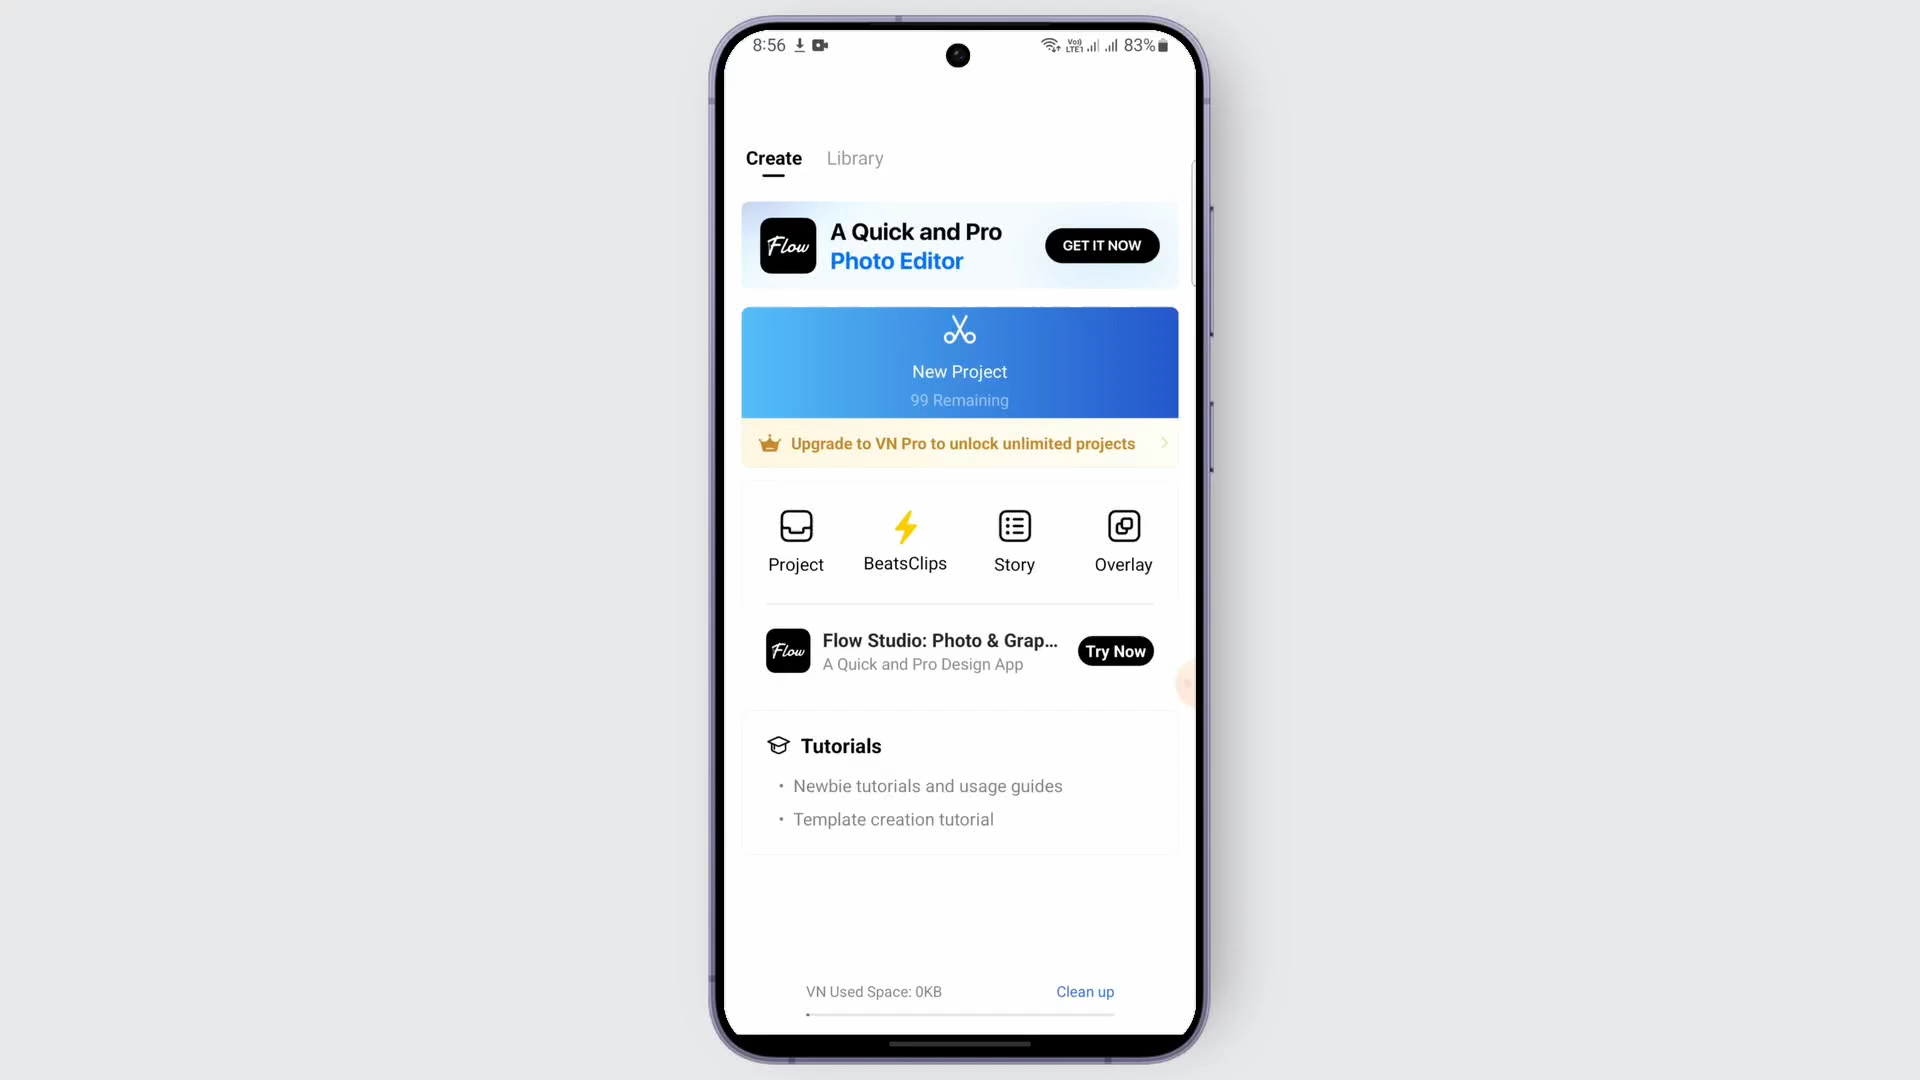 8:56
Vo)) LTE1 83%
Create Library
Flow A Quick and Pro GET IT NOW
Photo Editor
New Project
99 Remaining
Upgrade to VN Pro to unlock unlimited projects
Project BeatsClips Story Overlay
Flow Flow Studio: Photo & Grap... Try Now
A Quick and Pro Design App
Tutorials
• Newbie tutorials and usage guides
• Template creation tutorial
VN Used Space: 0KB Clean up